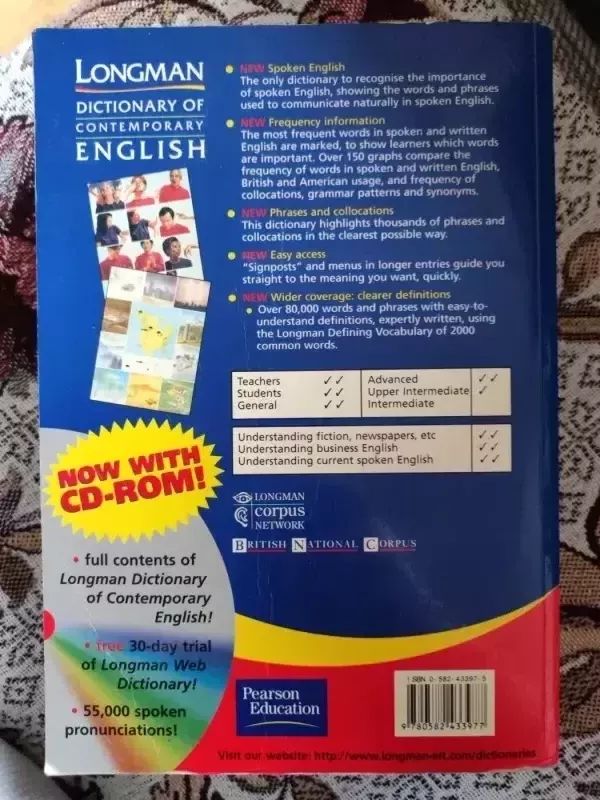 LONGMAN
DICTIONARY OF
CONTEMPORARY
ENGLISH
NEW Spoken English
The only dictionary to recognise the importance
of spoken English, showing the words and phrases
used to communicate naturally in spoken English.
NEW Frequency information
The most frequent words in spoken and written
English are marked, to show learners which words
are important. Over 150 graphs compare the
frequency of words in spoken and written English,
British and American usage, and frequency of
collocations, grammar patterns and synonyms.
NEW Phrases and collocations
This dictionary highlights thousands of phrases and
collocations in the clearest possible way.
NEW Easy access
"Signposts" and menus in longer entries guide you
straight to the meaning you want, quickly.
NEW Wider coverage: clearer definitions
• Over 80,000 words and phrases with easy-to-
understand definitions, expertly written, using
the Longman Defining Vocabulary of 2000
common words.
Teachers ✓✓ Advanced ✓✓
Students ✓✓ Upper Intermediate ✓
General ✓✓ Intermediate
Understanding fiction, newspapers, etc ✓✓
Understanding business English ✓✓
Understanding current spoken English ✓✓
LONGMAN
corpus
NETWORK
BRITISH NATIONAL CORPUS
NOW WITH
CD-ROM!
• full contents of
Longman Dictionary
of Contemporary
English!
• free 30-day trial
of Longman Web
Dictionary!
• 55,000 spoken
pronunciations!
Pearson
Education
ISBN 0-582-43397-5
9 780582 433977
Visit our website: http://www.longman-elt.com/dictionaries